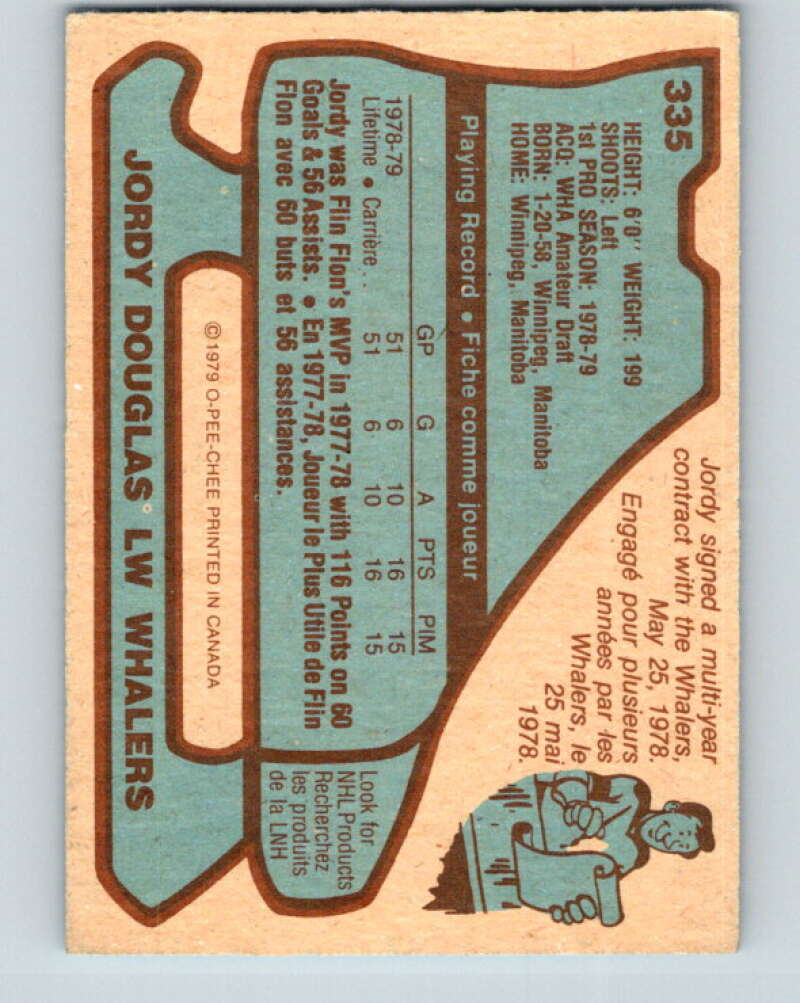 335
HEIGHT: 6'0'' WEIGHT: 199
SHOOTS: Left
1st PRO SEASON: 1978-79
ACQ: WHA Amateur Draft
BORN: 1-20-58, Winnipeg, Manitoba
HOME: Winnipeg, Manitoba
Jordy signed a multi-year
contract with the Whalers,
May 25, 1978.
Engagé pour plusieurs
années par les
Whalers, le
25 mai
1978.
Playing Record • Fiche comme joueur
GP G A PTS PIM
1978-79 51 6 10 16 15
Lifetime • Carrière . . 51 6 10 16 15
Jordy was Flin Flon's MVP in 1977-78 with 116 Points on 60
Goals & 56 Assists. • En 1977-78, Joueur le Plus Utile de Flin
Flon avec 60 buts et 56 assistances.
Look for
NHL Products
Recherchez
les produits
de la LNH
©1979 O-PEE-CHEE PRINTED IN CANADA
JORDY DOUGLAS LW WHALERS